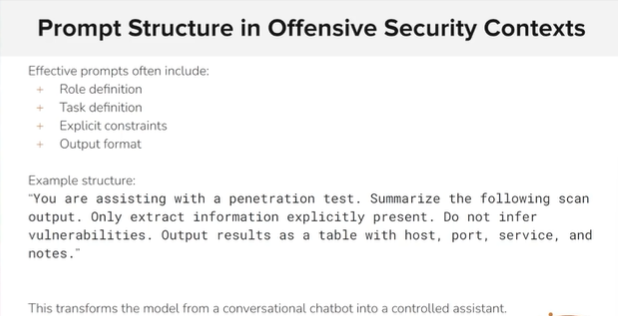 Prompt Structure in Offensive Security Contexts
Effective prompts often include:
+ Role definition
+ Task definition
+ Explicit constraints
+ Output format
Example structure:
"You are assisting with a penetration test. Summarize the following scan
output. Only extract information explicitly present. Do not infer
vulnerabilities. Output results as a table with host, port, service, and
notes."
This transforms the model from a conversational chatbot into a controlled assistant.